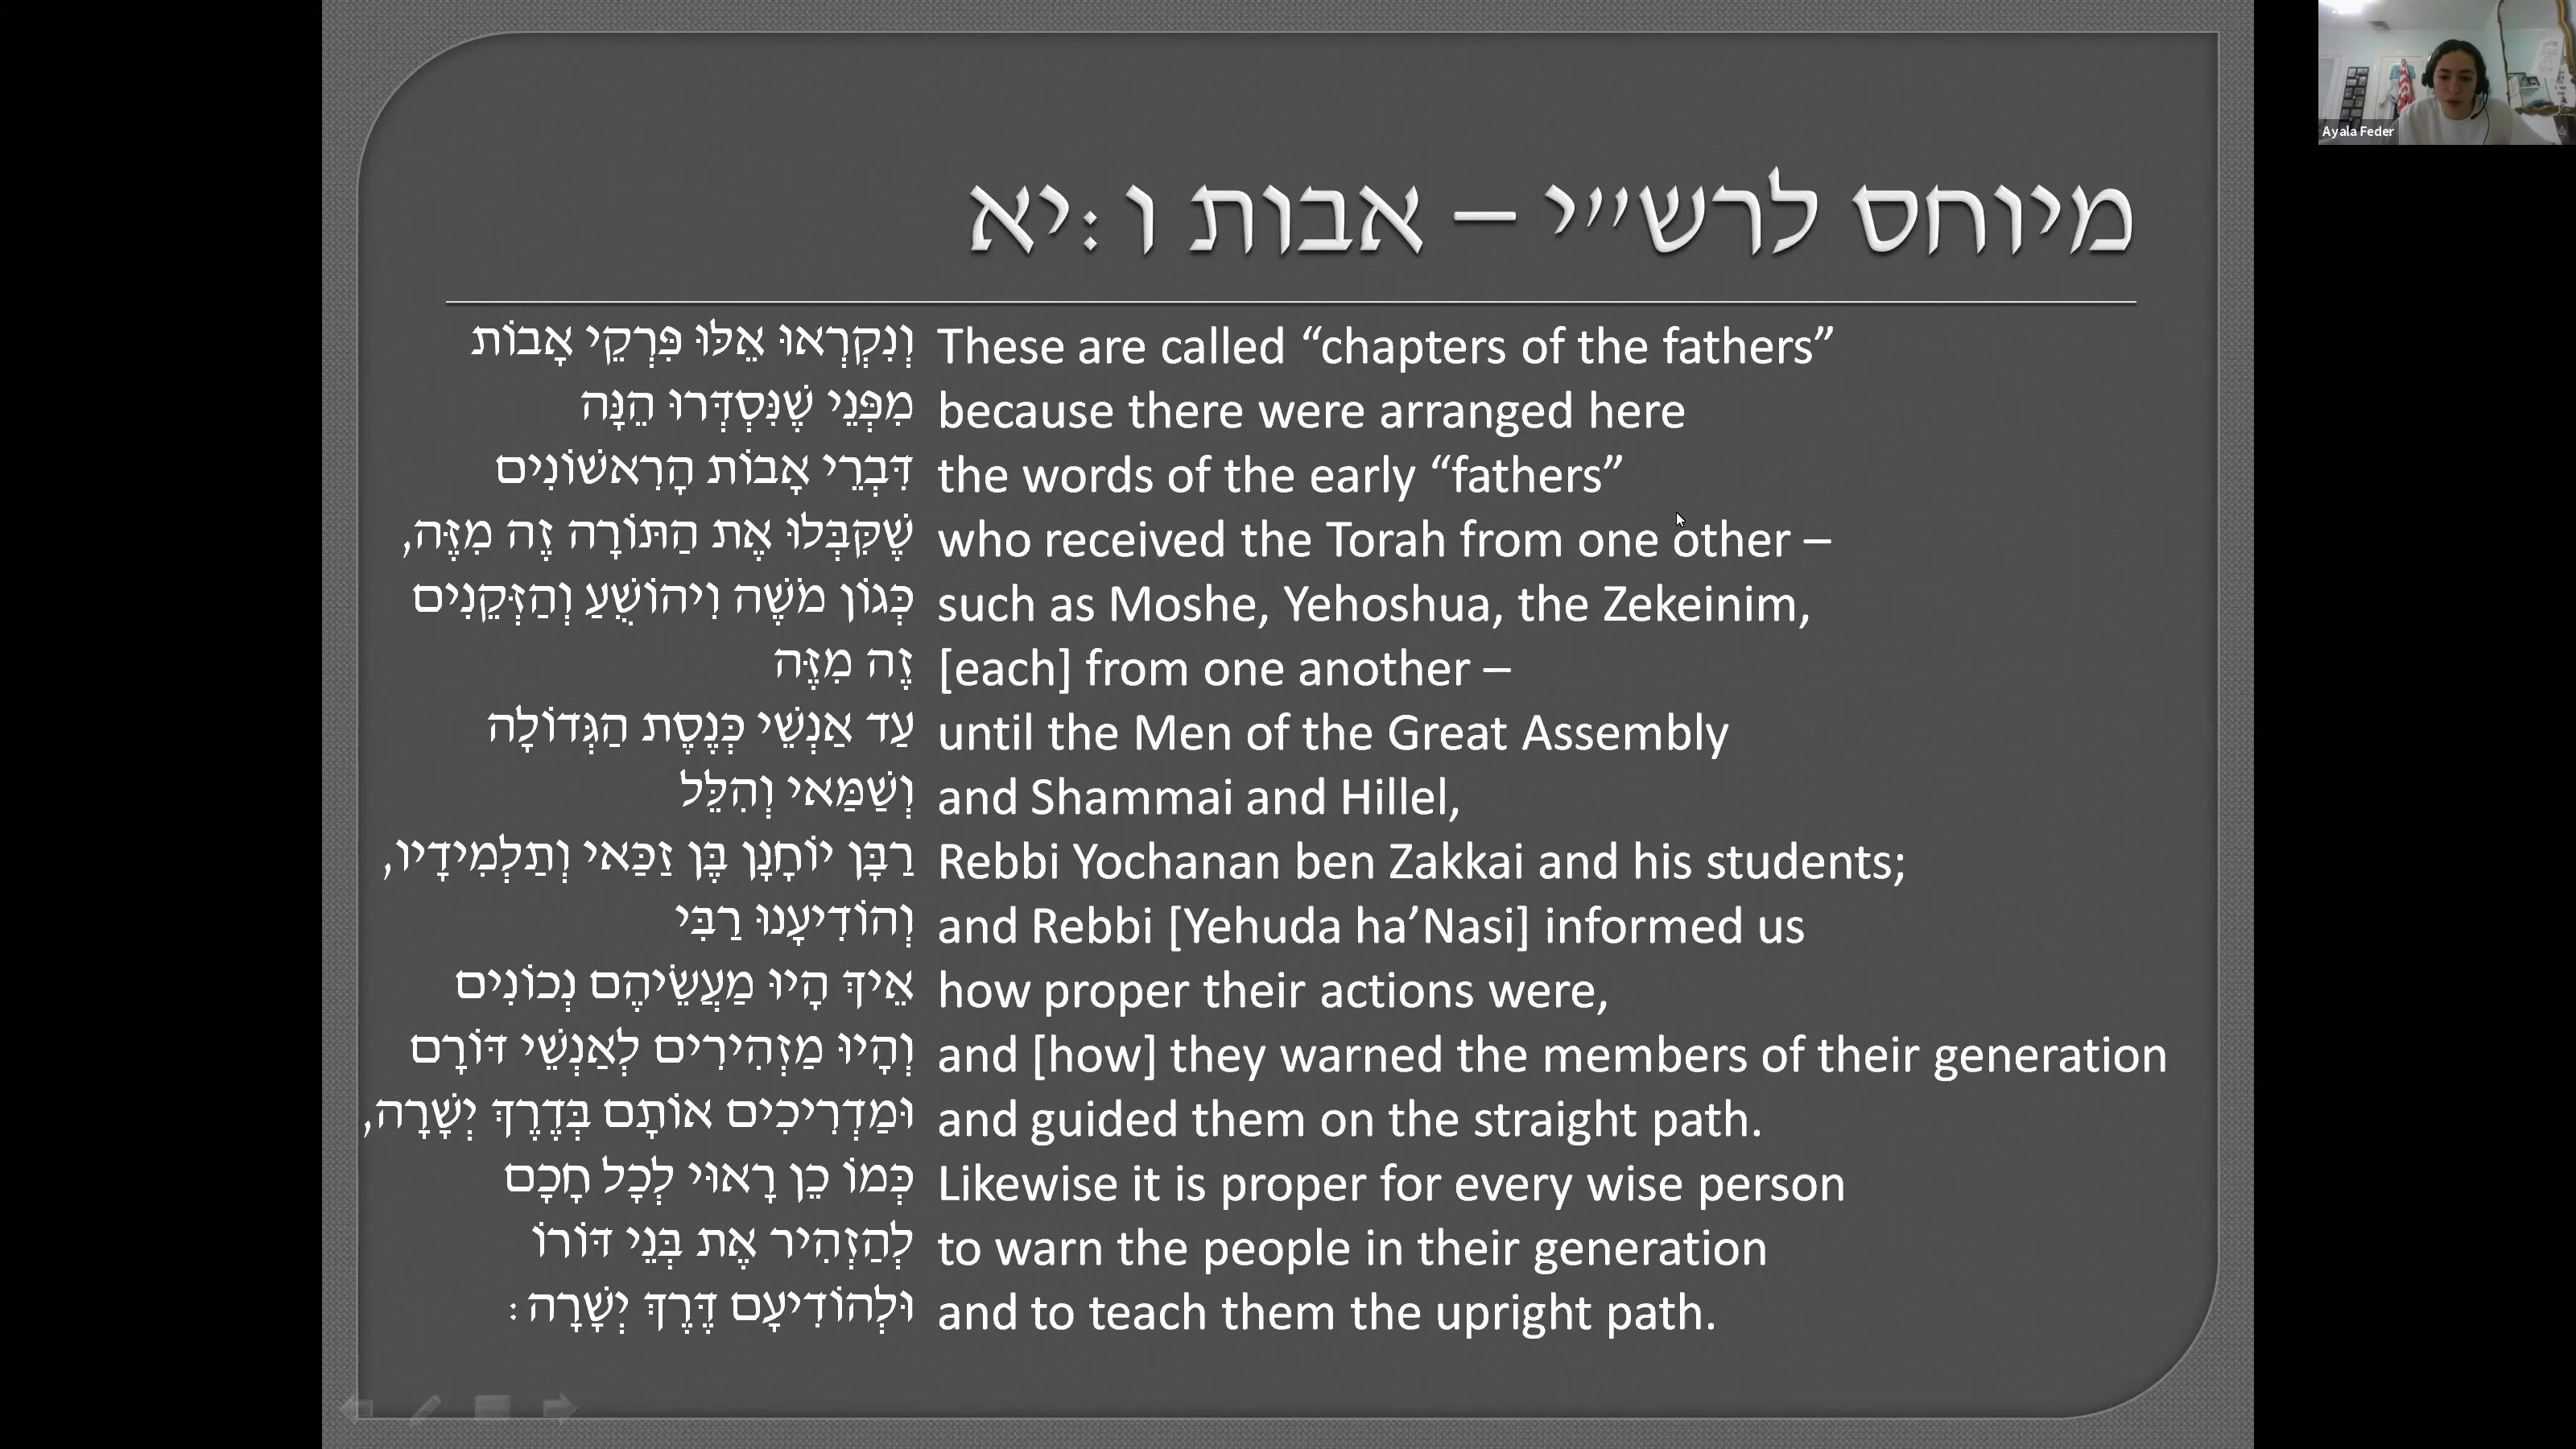 מיוחס לרש״י – אבות ו :יא
וְנִקְרְאוּ אֵלּוּ פִּרְקֵי אָבוֹת These are called “chapters of the fathers”
מִפְּנֵי שֶׁנִּסְדְּרוּ הֵנָּה because there were arranged here
דִּבְרֵי אָבוֹת הָרִאשׁוֹנִים the words of the early “fathers”
שֶׁקִּבְּלוּ אֶת הַתּוֹרָה זֶה מִזֶּה, who received the Torah from one other –
כְּגוֹן מֹשֶׁה וִיהוֹשֻׁעַ וְהַזְּקֵנִים such as Moshe, Yehoshua, the Zekeinim,
זֶה מִזֶּה [each] from one another –
עַד אַנְשֵׁי כְּנֶסֶת הַגְּדוֹלָה until the Men of the Great Assembly
וְשַׁמַּאי וְהִלֵּל and Shammai and Hillel,
רַבָּן יוֹחָנָן בֶּן זַכַּאי וְתַלְמִידָיו, Rebbi Yochanan ben Zakkai and his students;
וְהוֹדִיעָנוּ רַבִּי and Rebbi [Yehuda ha’Nasi] informed us
אֵיךְ הָיוּ מַעֲשֵׂיהֶם נְכוֹנִים how proper their actions were,
וְהָיוּ מַזְהִירִים לְאַנְשֵׁי דּוֹרָם and [how] they warned the members of their generation
וּמַדְרִיכִים אוֹתָם בְּדֶרֶךְ יְשָׁרָה, and guided them on the straight path.
כְּמוֹ כֵן רָאוּי לְכָל חָכָם Likewise it is proper for every wise person
לְהַזְהִיר אֶת בְּנֵי דּוֹרוֹ to warn the people in their generation
וּלְהוֹדִיעָם דֶּרֶךְ יְשָׁרָה: and to teach them the upright path.
Ayala Feder